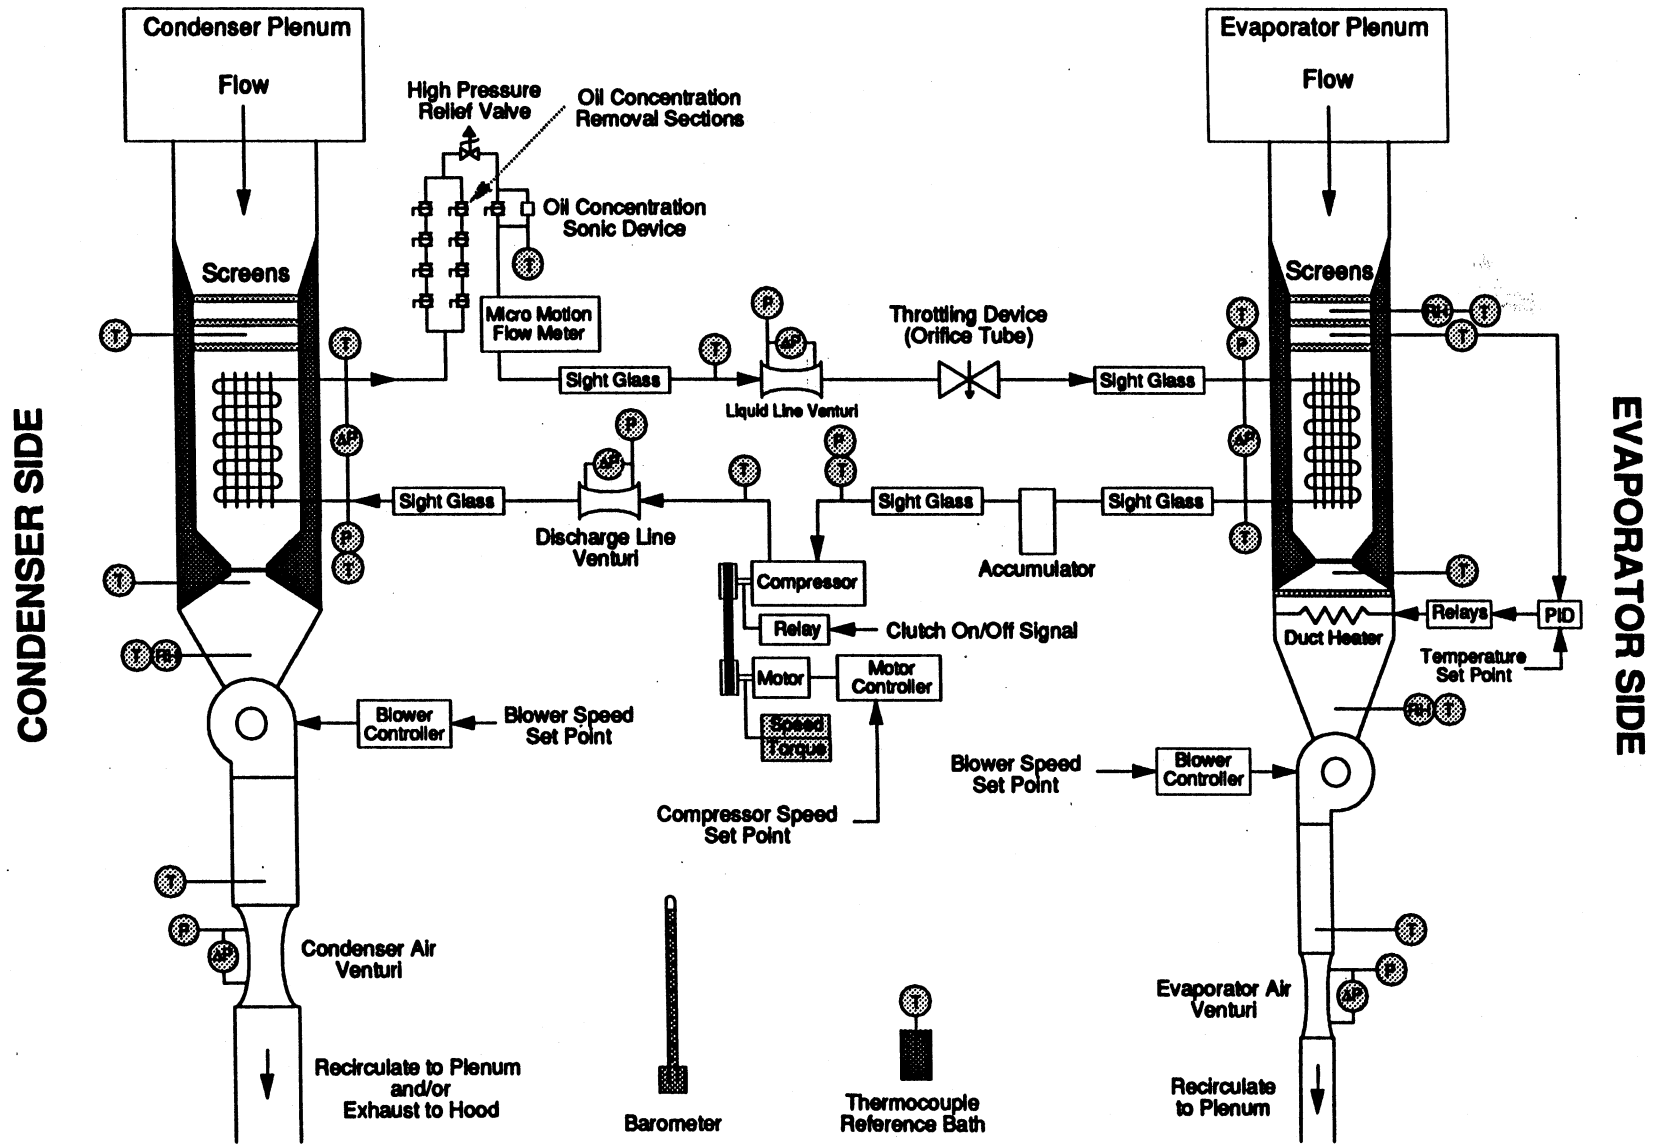 Condenser Plenum
Flow
Evaporator Plenum
Flow
High Pressure
Relief Valve
Oil Concentration
Removal Sections
Oil Concentration
Sonic Device
T
Screens
T
T
Micro Motion
Flow Meter
P
ΔP
T
Throttling Device
(Orifice Tube)
Screens
T
P
RH
T
T
Sight Glass
Liquid Line Venturi
Sight Glass
CONDENSER SIDE
EVAPORATOR SIDE
ΔP
P
ΔP
T
P
T
ΔP
Sight Glass
Discharge Line
Venturi
Sight Glass
Accumulator
Sight Glass
P
T
T
T
T
Compressor
Relay
Clutch On/Off Signal
Motor
Motor
Controller
Speed
Torque
Duct Heater
Relays
PID
Temperature
Set Point
T
RH
RH
T
Blower
Controller
Blower Speed
Set Point
Blower Speed
Set Point
Blower
Controller
Compressor Speed
Set Point
T
P
ΔP
Condenser Air
Venturi
T
P
ΔP
Evaporator Air
Venturi
T
Recirculate to Plenum
and/or
Exhaust to Hood
Barometer
Thermocouple
Reference Bath
Recirculate
to Plenum